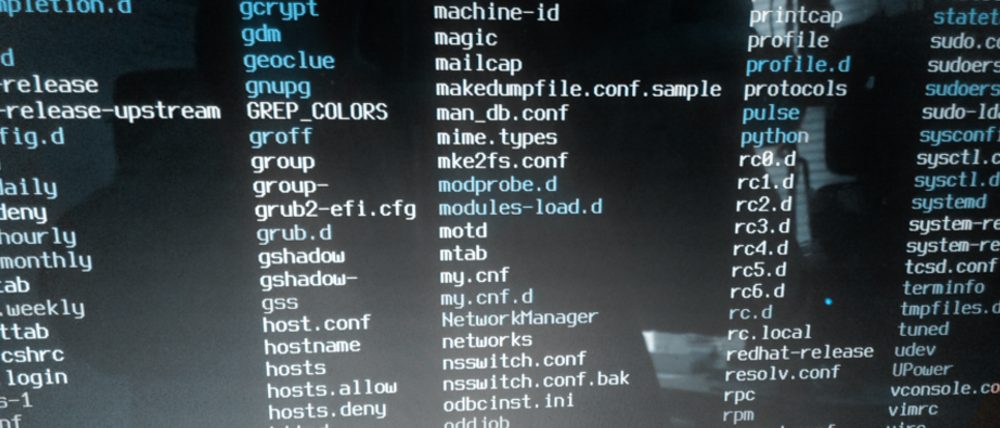 pletion.d
d
-release
-release-upstream
fig.d
daily
deny
hourly
monthly
tab
.weekly
ttab
cshrc
.login
s-1
nf
gcrypt
gdm
geoclue
gnupg
GREP_COLORS
groff
group
group-
grub2-efi.cfg
grub.d
gshadow
gshadow-
gss
host.conf
hostname
hosts
hosts.allow
hosts.deny
machine-id
magic
mailcap
makedumpfile.conf.sample
man_db.conf
mime.types
mke2fs.conf
modprobe.d
modules-load.d
motd
mtab
my.cnf
my.cnf.d
NetworkManager
networks
nsswitch.conf
nsswitch.conf.bak
odbcinst.ini
oddjob
printcap
profile
profile.d
protocols
pulse
python
rc0.d
rc1.d
rc2.d
rc3.d
rc4.d
rc5.d
rc6.d
rc.d
rc.local
redhat-release
resolv.conf
rpc
rpm
statet
sudo.co
sudoers
sudoers
sudo-ld
sysconfi
sysctl.c
sysctl.d
systemd
system-re
system-re
tcsd.conf
terminfo
tmpfiles.d
tuned
udev
UPower
vconsole.co
vimrc